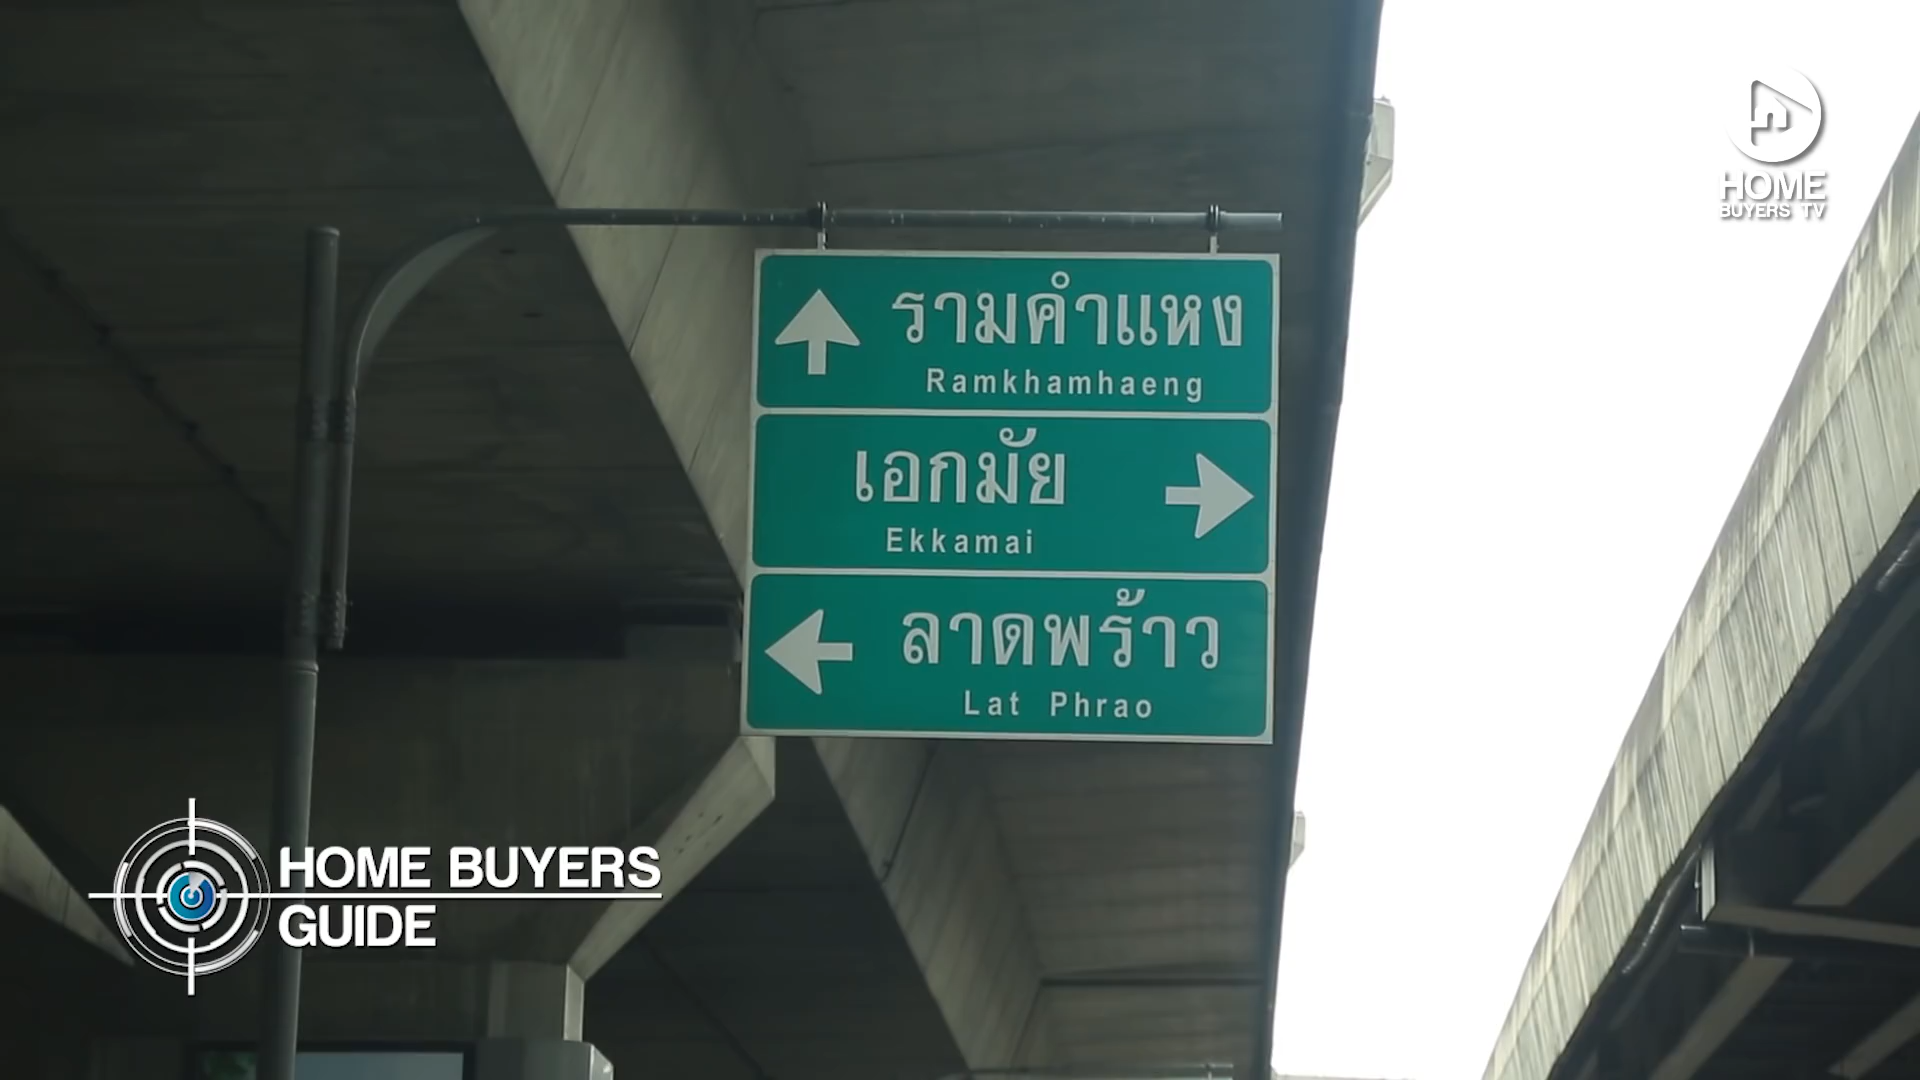 HOME
BUYERS TV
รามคำแหง
Ramkhamhaeng
เอกมัย
Ekkamai
ลาดพร้าว
Lat Phrao
HOME BUYERS
GUIDE